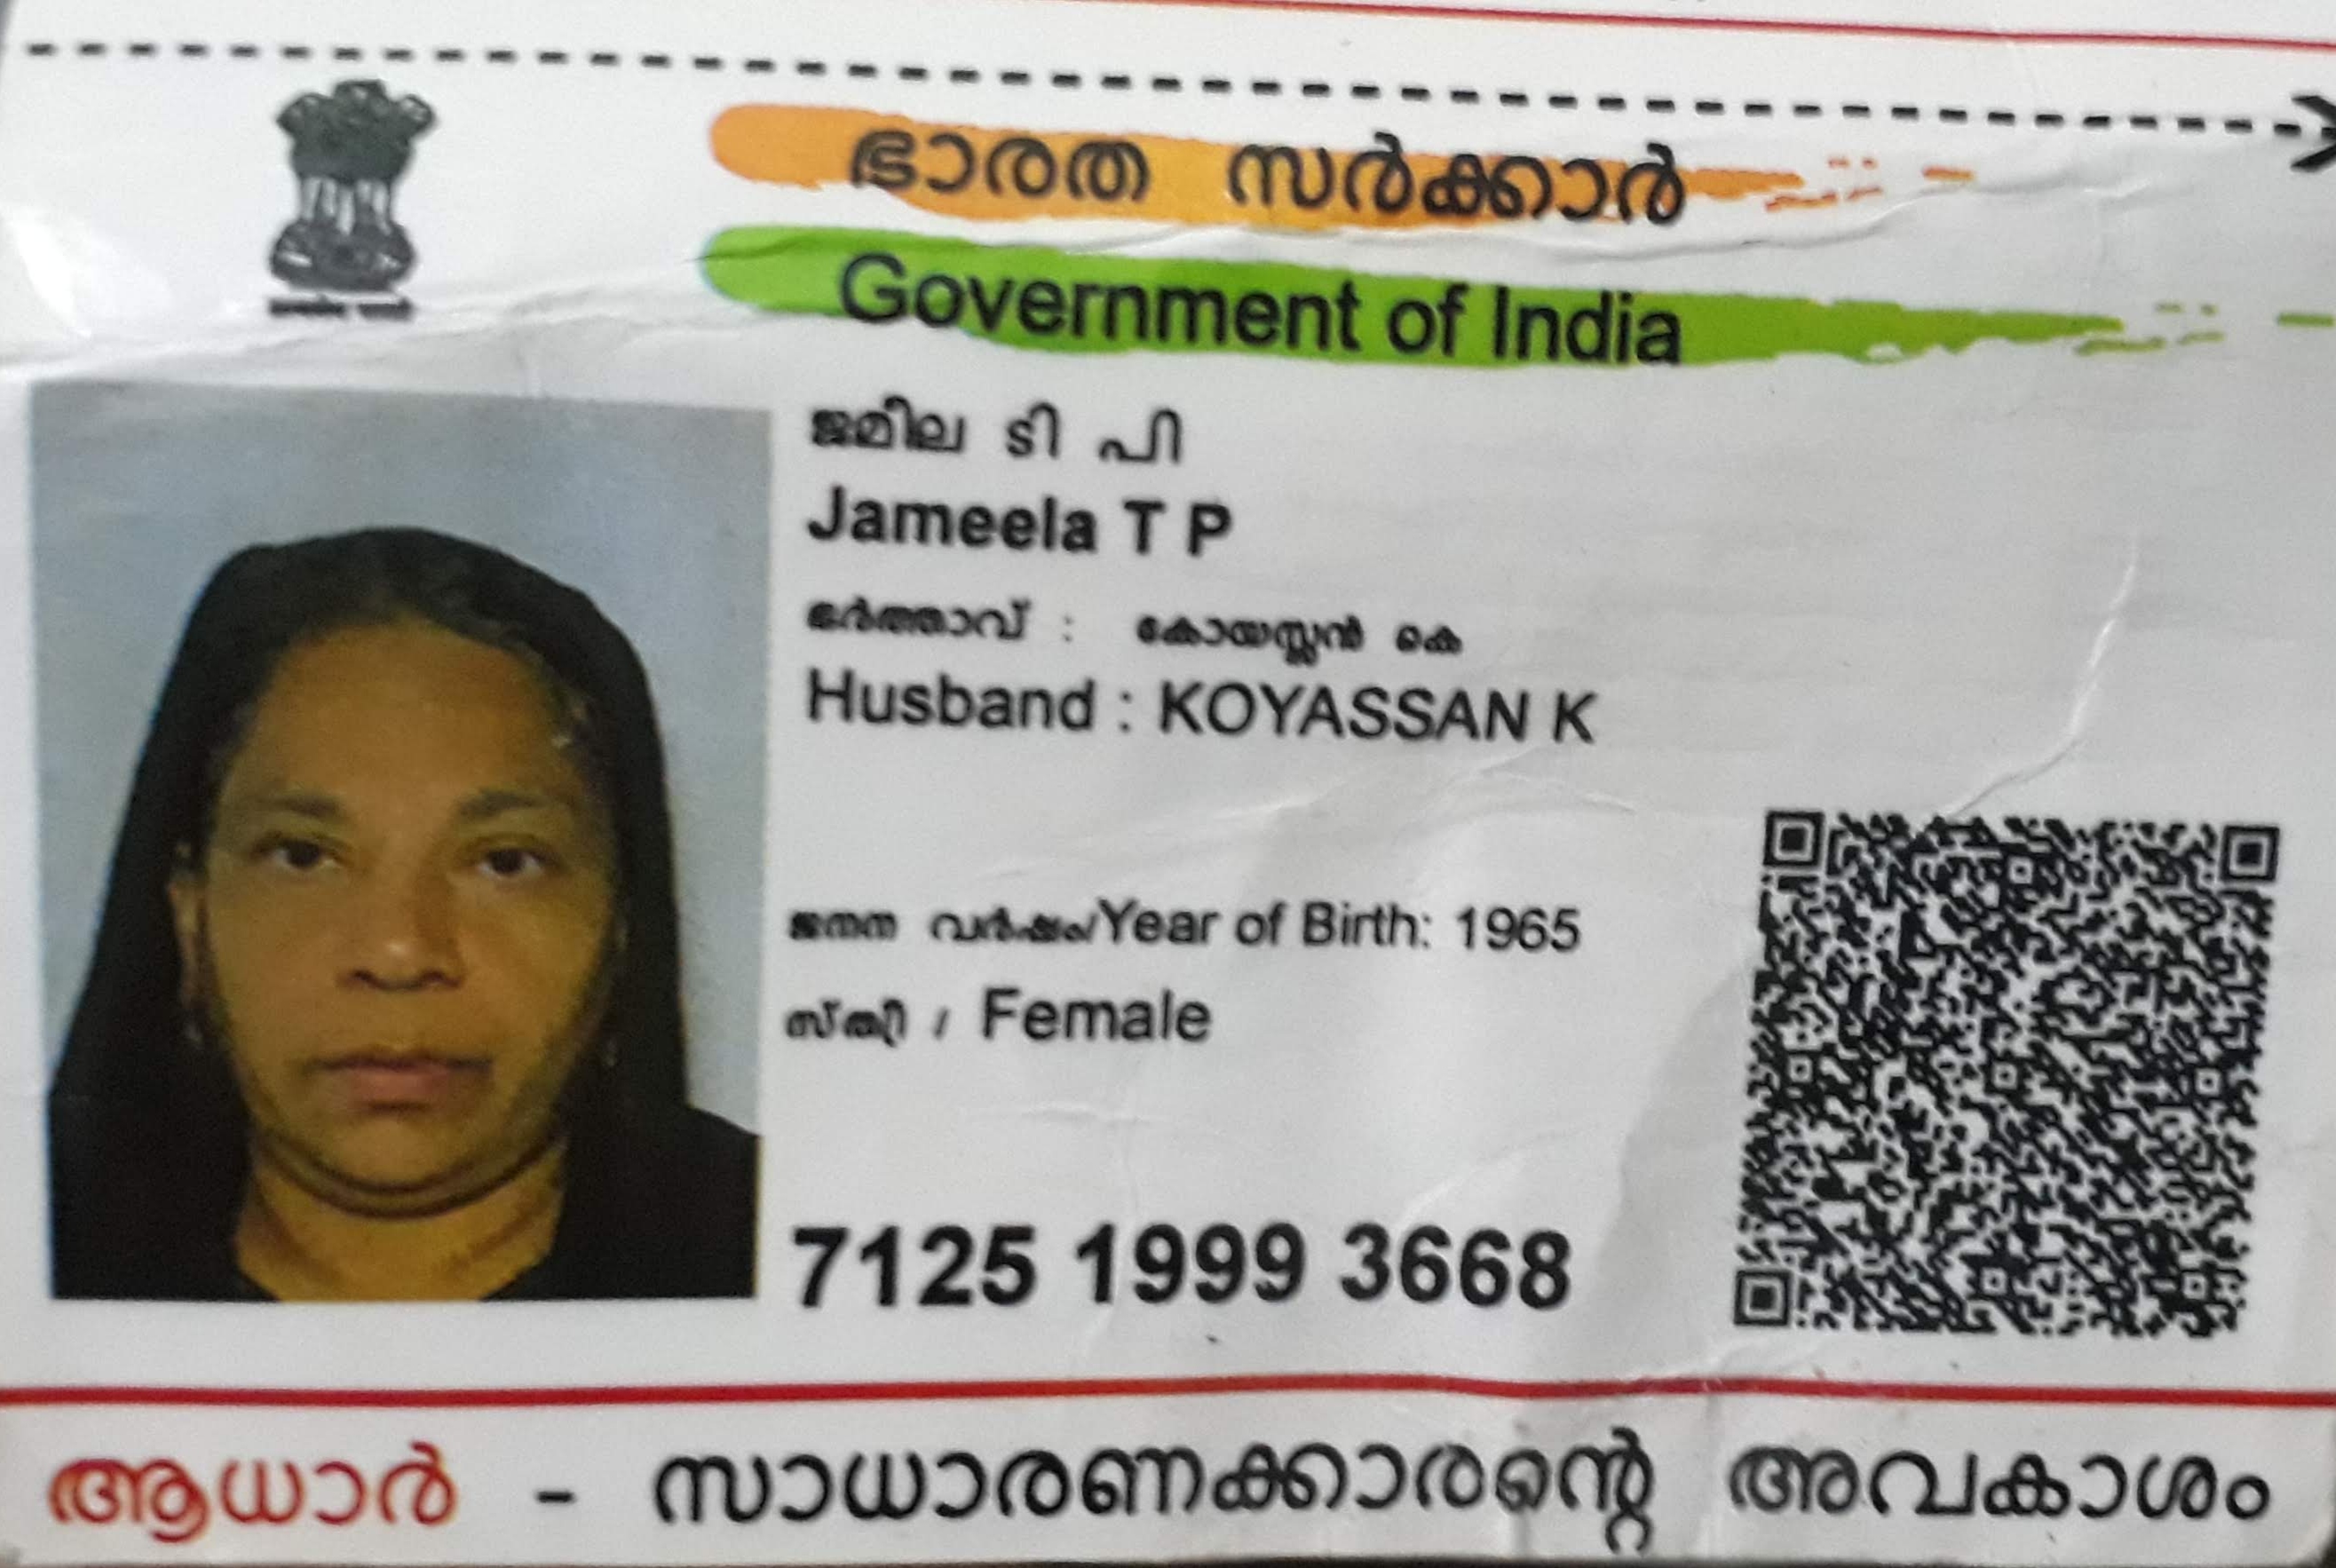 ഭാരത സർക്കാർ
Government of India
ജമീല ടി പി
Jameela T P
ഭർത്താവ് : കോയസ്സൻ കെ
Husband : KOYASSAN K
ജനന വർഷം/Year of Birth: 1965
സ്ത്രീ / Female
7125 1999 3668
ആധാർ - സാധാരണക്കാരന്റെ അവകാശം